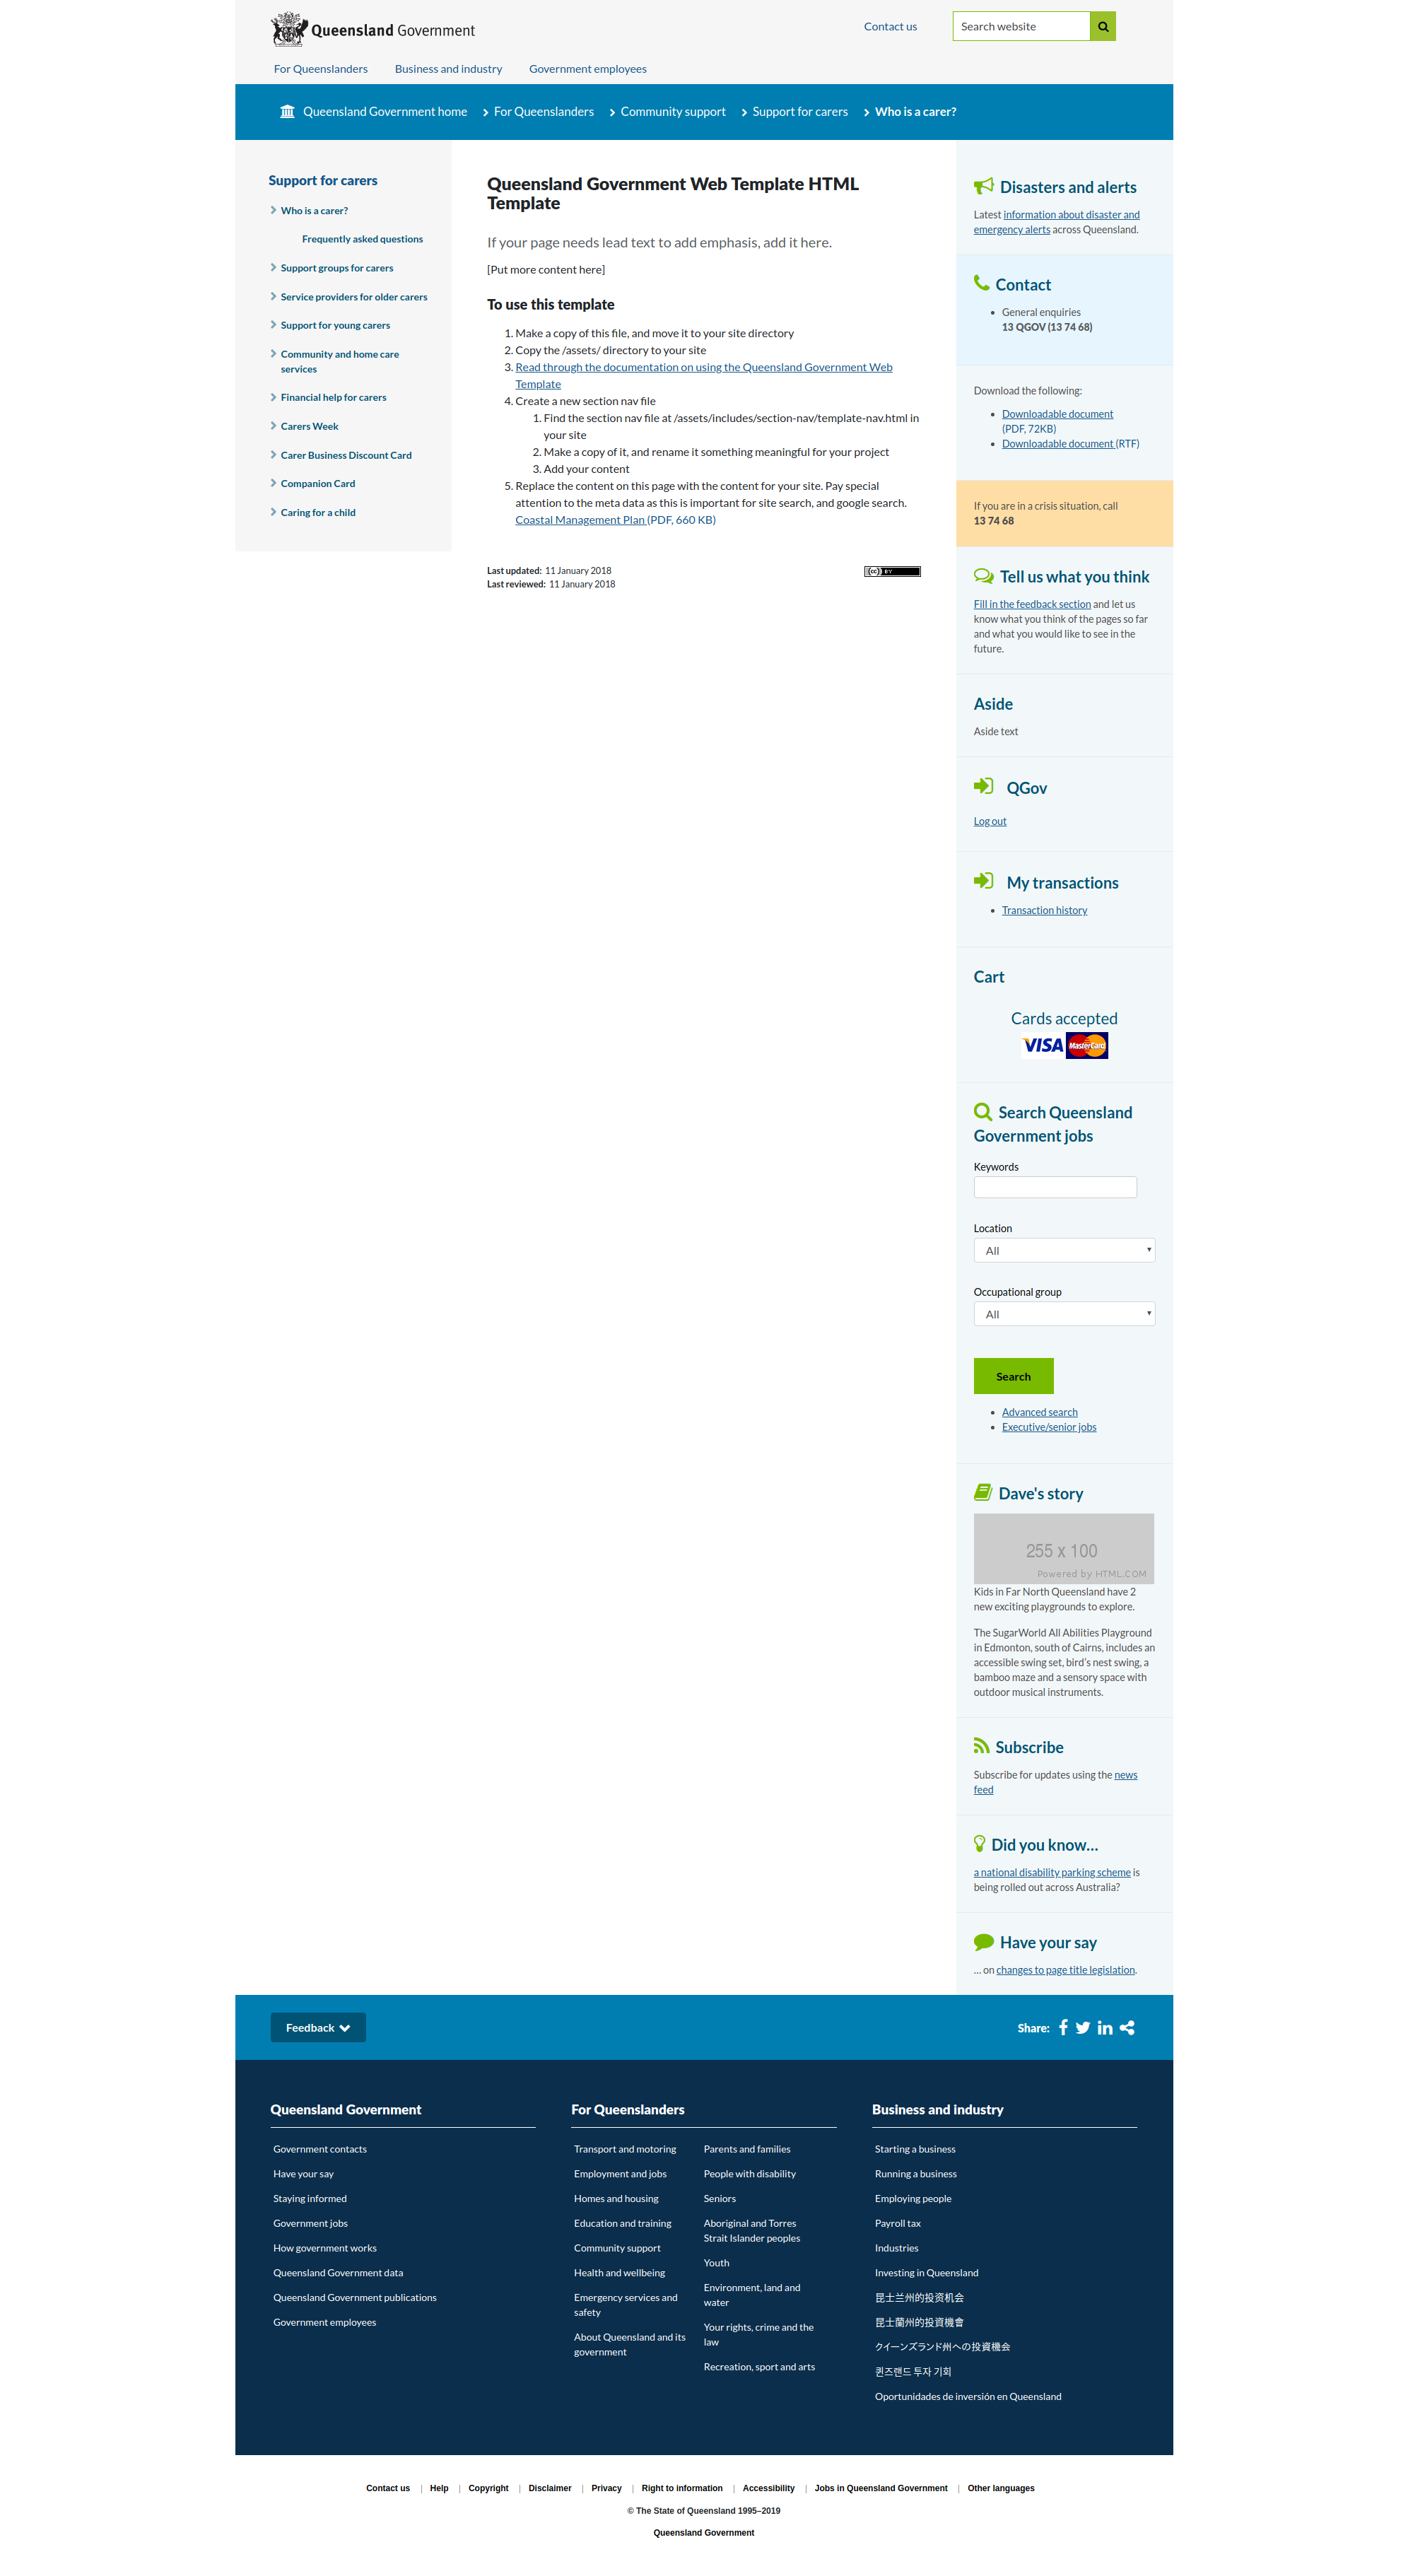 Queensland Government
Contact us
Search website
For Queenslanders
Business and industry
Government employees
Queensland Government home
For Queenslanders
Community support
Support for carers
Who is a carer?
Support for carers
Who is a carer?
Frequently asked questions
Support groups for carers
Service providers for older carers
Support for young carers
Community and home care
services
Financial help for carers
Carers Week
Carer Business Discount Card
Companion Card
Caring for a child
Queensland Government Web Template HTML
Template
If your page needs lead text to add emphasis, add it here.
[Put more content here]
To use this template
1. Make a copy of this file, and move it to your site directory
2. Copy the /assets/ directory to your site
3. Read through the documentation on using the Queensland Government Web
Template
4. Create a new section nav file
1. Find the section nav file at /assets/includes/section-nav/template-nav.html in
your site
2. Make a copy of it, and rename it something meaningful for your project
3. Add your content
5. Replace the content on this page with the content for your site. Pay special
attention to the meta data as this is important for site search, and google search.
Coastal Management Plan (PDF, 660 KB)
Last updated: 11 January 2018
Last reviewed: 11 January 2018
(cc) BY
Disasters and alerts
Latest information about disaster and
emergency alerts across Queensland.
Contact
General enquiries
13 QGOV (13 74 68)
Download the following:
Downloadable document
(PDF, 72KB)
Downloadable document (RTF)
If you are in a crisis situation, call
13 74 68
Tell us what you think
Fill in the feedback section and let us
know what you think of the pages so far
and what you would like to see in the
future.
Aside
Aside text
QGov
Log out
My transactions
Transaction history
Cart
Cards accepted
VISA MasterCard
Search Queensland
Government jobs
Keywords
Location
All
Occupational group
All
Search
Advanced search
Executive/senior jobs
Dave's story
255 x 100
Powered by HTML.COM
Kids in Far North Queensland have 2
new exciting playgrounds to explore.
The SugarWorld All Abilities Playground
in Edmonton, south of Cairns, includes an
accessible swing set, bird’s nest swing, a
bamboo maze and a sensory space with
outdoor musical instruments.
Subscribe
Subscribe for updates using the news
feed
Did you know...
a national disability parking scheme is
being rolled out across Australia?
Have your say
... on changes to page title legislation.
Feedback
Share:
Queensland Government
Government contacts
Have your say
Staying informed
Government jobs
How government works
Queensland Government data
Queensland Government publications
Government employees
For Queenslanders
Transport and motoring
Employment and jobs
Homes and housing
Education and training
Community support
Health and wellbeing
Emergency services and
safety
About Queensland and its
government
Parents and families
People with disability
Seniors
Aboriginal and Torres
Strait Islander peoples
Youth
Environment, land and
water
Your rights, crime and the
law
Recreation, sport and arts
Business and industry
Starting a business
Running a business
Employing people
Payroll tax
Industries
Investing in Queensland
昆士兰州的投资机会
昆士蘭州的投資機會
クイーンズランド州への投資機会
퀸즈랜드 투자 기회
Oportunidades de inversión en Queensland
Contact us | Help | Copyright | Disclaimer | Privacy | Right to information | Accessibility | Jobs in Queensland Government | Other languages
© The State of Queensland 1995–2019
Queensland Government